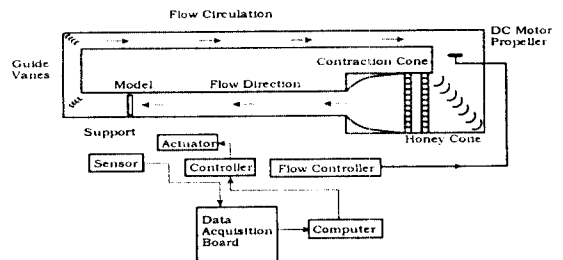 Flow Circulation
DC Motor
Propeller
Guide
Vanes
Contraction Cone
Model
Flow Direction
Support
Honey Cone
Actuator
Sensor
Controller
Flow Controller
Data
Acquisition
Board
Computer